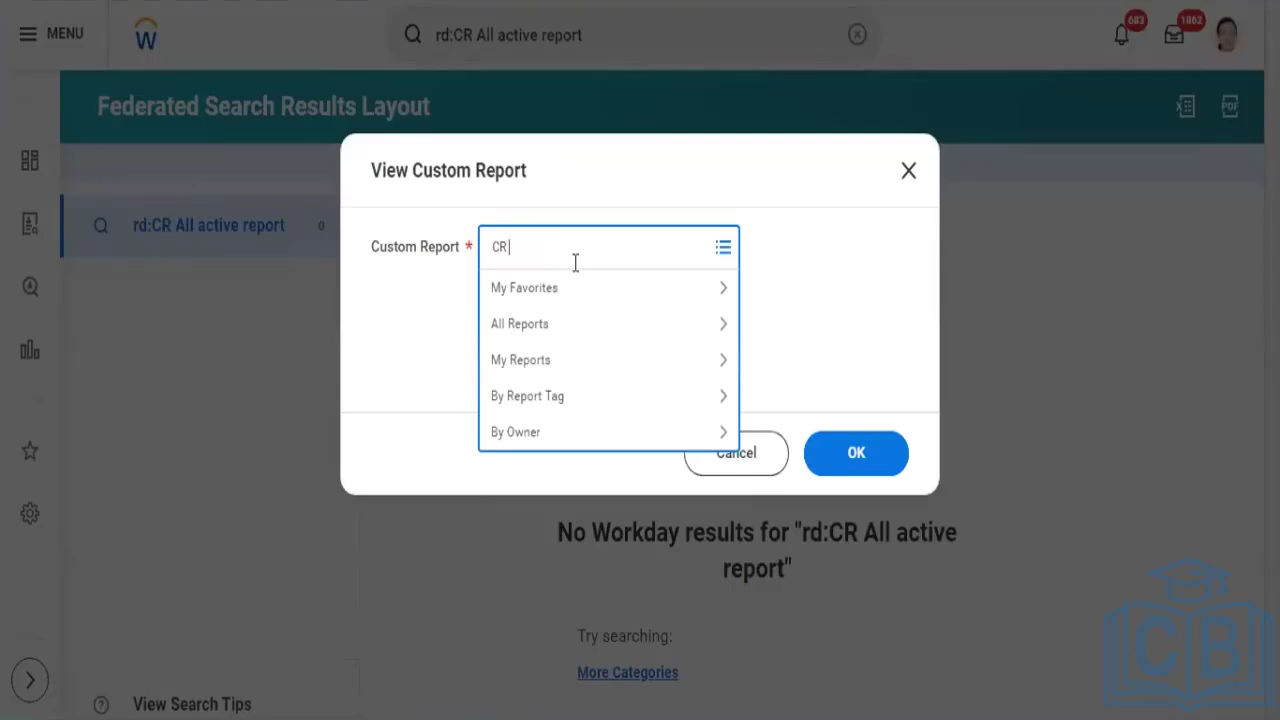 MENU
W
rd:CR All active report
683
1862
Federated Search Results Layout
X
PDF
View Custom Report
rd:CR All active report
0
Custom Report *
CR
My Favorites
All Reports
My Reports
By Report Tag
By Owner
Cancel
OK
No Workday results for "rd:CR All active
report"
Try searching:
More Categories
View Search Tips
CB